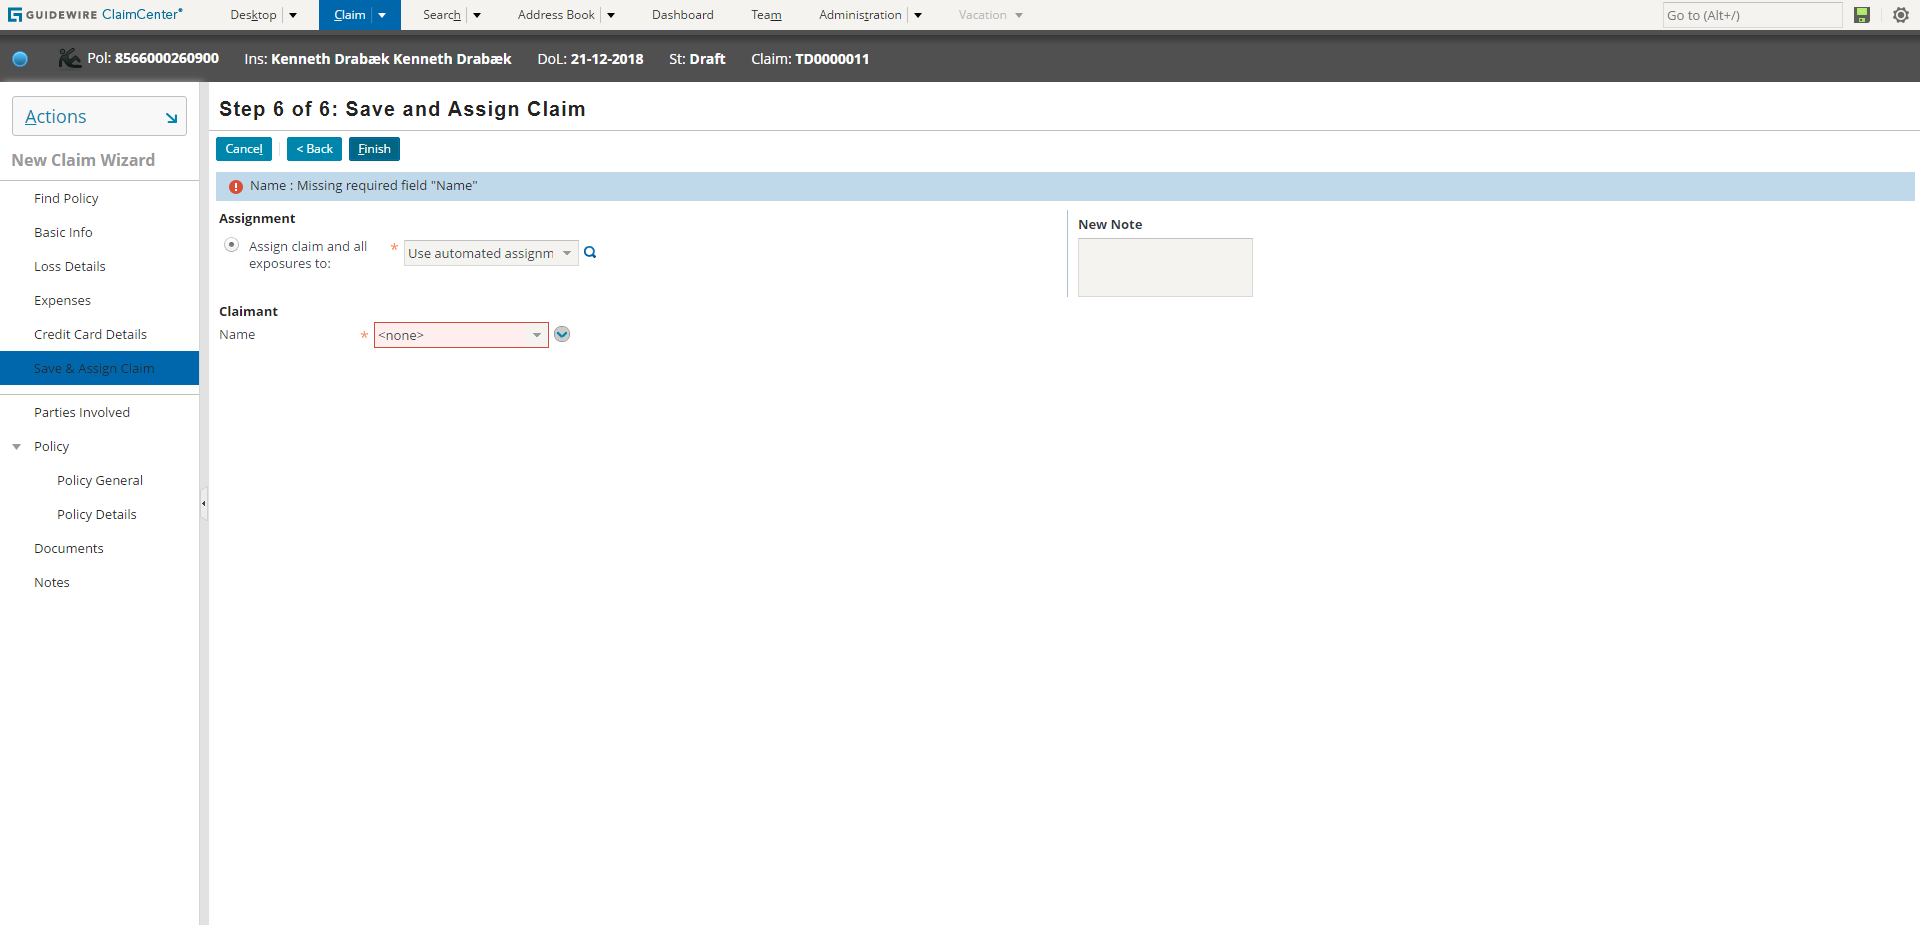 GUIDEWIRE ClaimCenter®
Desktop
Claim
Search
Address Book
Dashboard
Team
Administration
Vacation
Go to (Alt+/)
Pol: 8566000260900
Ins: Kenneth Drabæk Kenneth Drabæk
DoL: 21-12-2018
St: Draft
Claim: TD0000011
Actions
New Claim Wizard
Find Policy
Basic Info
Loss Details
Expenses
Credit Card Details
Save & Assign Claim
Parties Involved
Policy
Policy General
Policy Details
Documents
Notes
Step 6 of 6: Save and Assign Claim
Cancel
< Back
Finish
Name : Missing required field "Name"
Assignment
Assign claim and all
exposures to:
* Use automated assignm
Claimant
Name * <none>
New Note